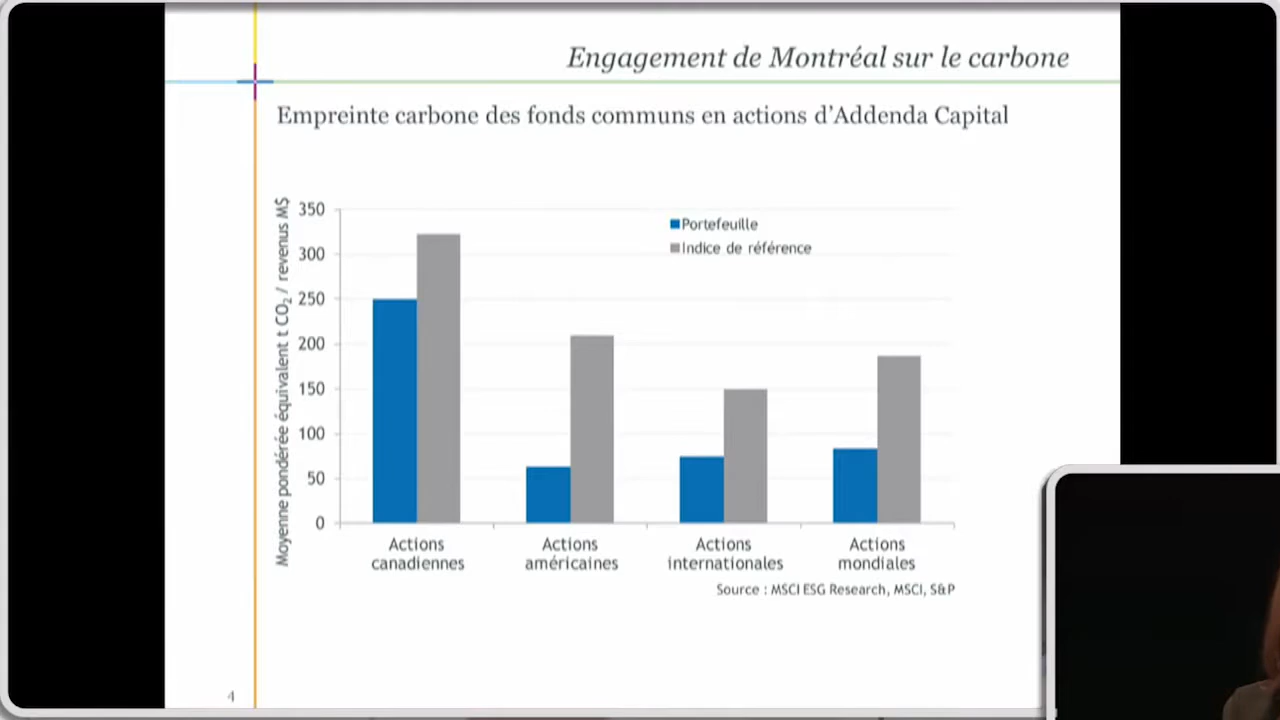 Engagement de Montréal sur le carbone
Empreinte carbone des fonds communs en actions d'Addenda Capital
Moyenne pondérée équivalent t CO₂ / revenus M$
350
300
250
200
150
100
50
0
Portefeuille
Indice de référence
Actions canadiennes
Actions américaines
Actions internationales
Actions mondiales
Source : MSCI ESG Research, MSCI, S&P
4